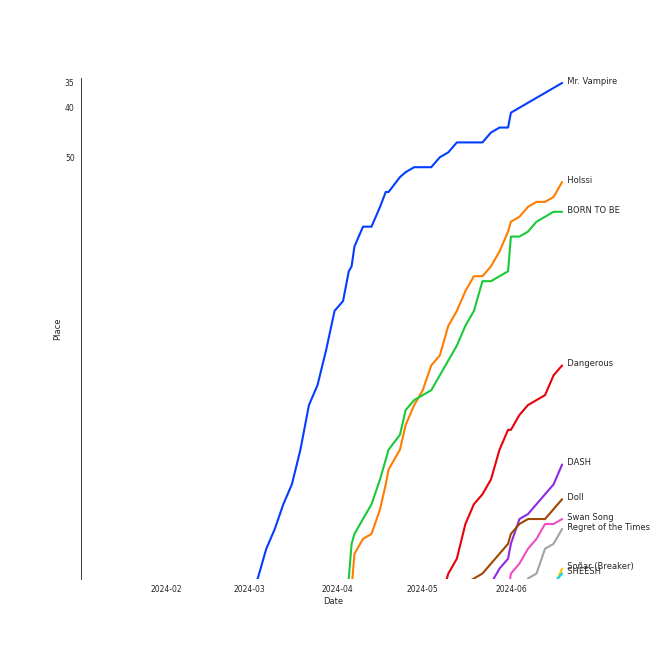 35
Mr. Vampire
40
50
Holssi
BORN TO BE
Place
Dangerous
DASH
Doll
Swan Song
Regret of the Times
Soñar (Breaker)
SHEESH
2024-02 2024-03 2024-04 2024-05 2024-06
Date